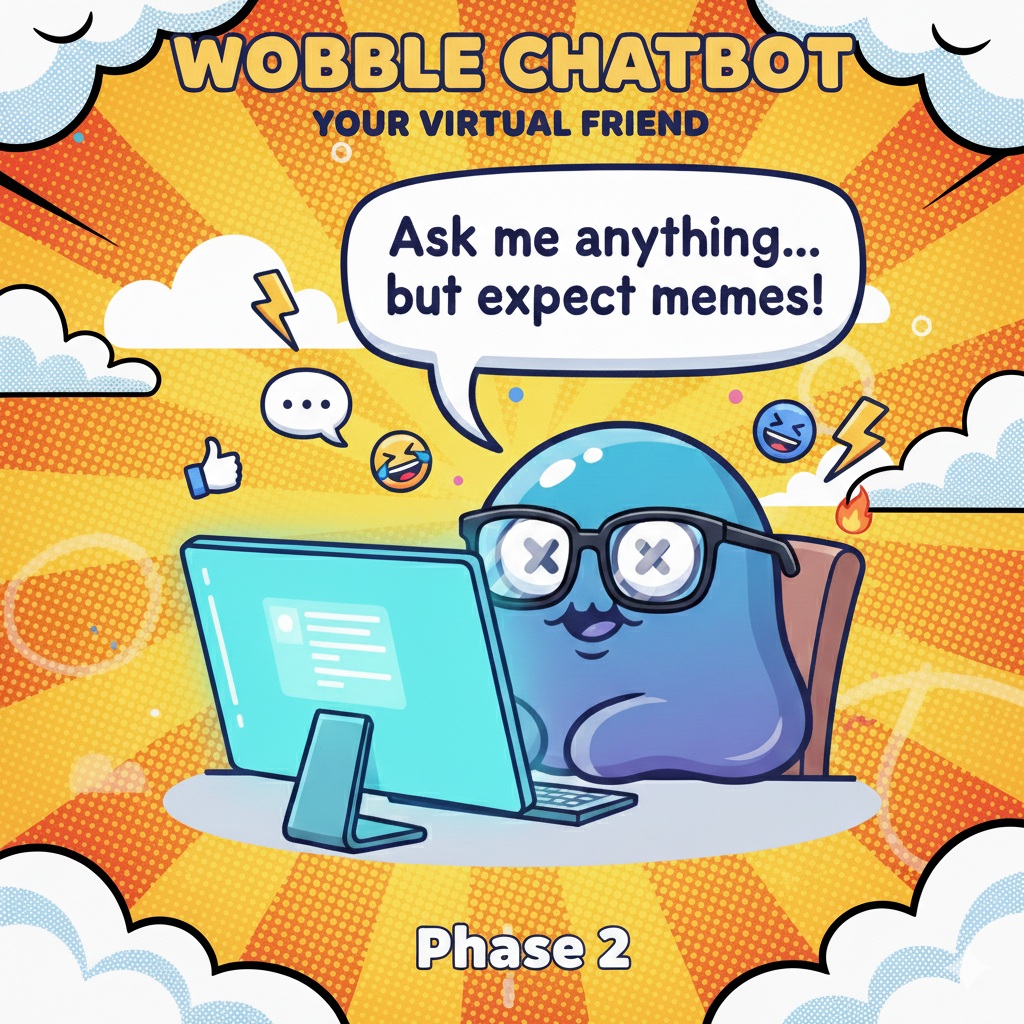 WOBBLE CHATBOT
YOUR VIRTUAL FRIEND
Ask me anything...
but expect memes!
Phase 2